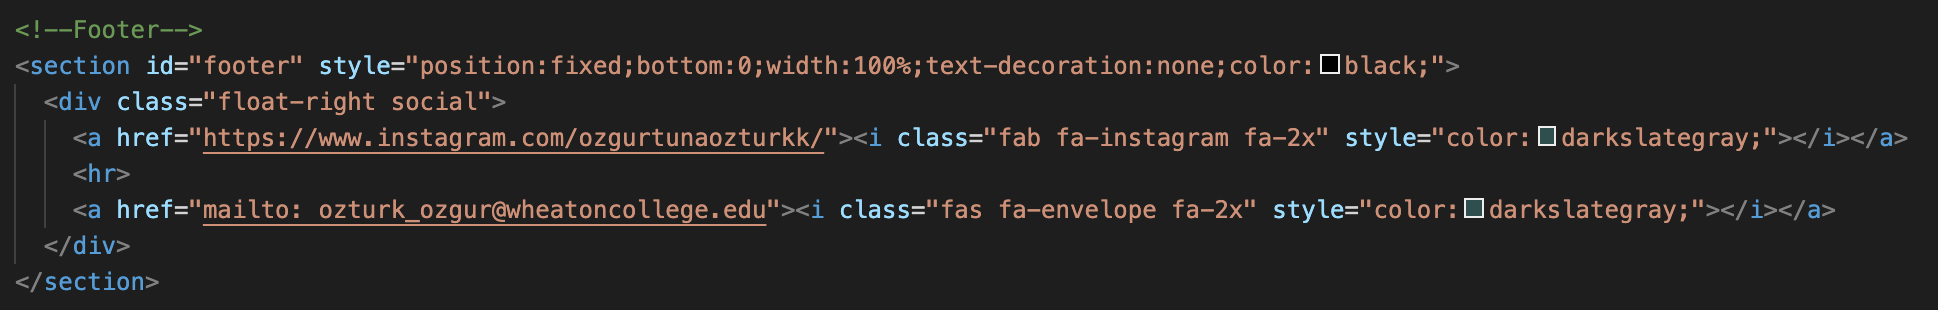 <!--Footer-->
<section id="footer" style="position:fixed;bottom:0;width:100%;text-decoration:none;color:black;">
<div class="float-right social">
<a href="https://www.instagram.com/ozgurtunaozturkk/"><i class="fab fa-instagram fa-2x" style="color:darkslategray;"></i></a>
<hr>
<a href="mailto: ozturk_ozgur@wheatoncollege.edu"><i class="fas fa-envelope fa-2x" style="color:darkslategray;"></i></a>
</div>
</section>